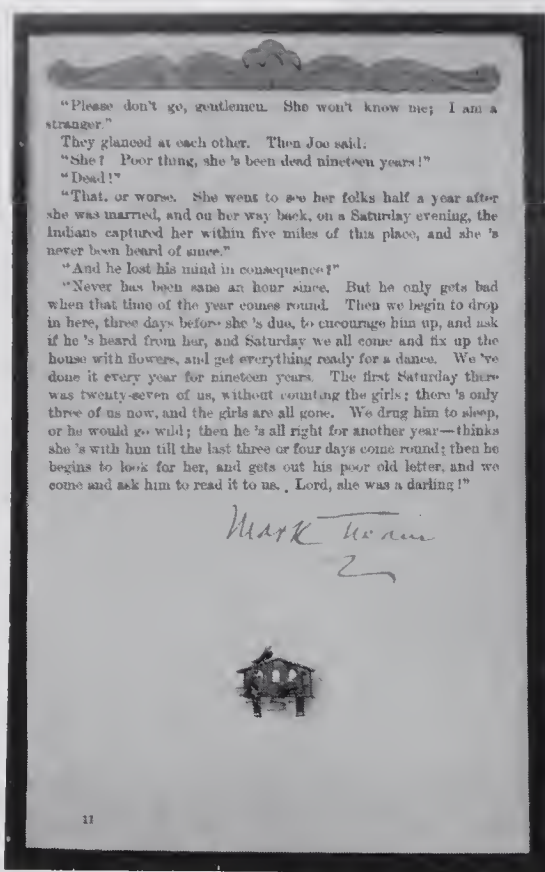 "Please don't go, gentlemen. She won't know me; I am a
stranger."
They glanced at each other. Then Joe said:
"She? Poor thing, she 's been dead nineteen years!"
"Dead!"
"That, or worse. She went to see her folks half a year after
she was married, and on her way back, on a Saturday evening, the
Indians captured her within five miles of this place, and she 's
never been heard of since."
"And he lost his mind in consequence?"
"Never has been sane an hour since. But he only gets bad
when that time of the year comes round. Then we begin to drop
in here, three days before she 's due, to encourage him up, and ask
if he 's heard from her, and Saturday we all come and fix up the
house with flowers, and get everything ready for a dance. We 've
done it every year for nineteen years. The first Saturday there
was twenty-seven of us, without counting the girls; there 's only
three of us now, and the girls are all gone. We drug him to sleep,
or he would go wild; then he 's all right for another year—thinks
she 's with him till the last three or four days come round; then he
begins to look for her, and gets out his poor old letter, and we
come and ask him to read it to us. Lord, she was a darling!"
Mark Twain
11